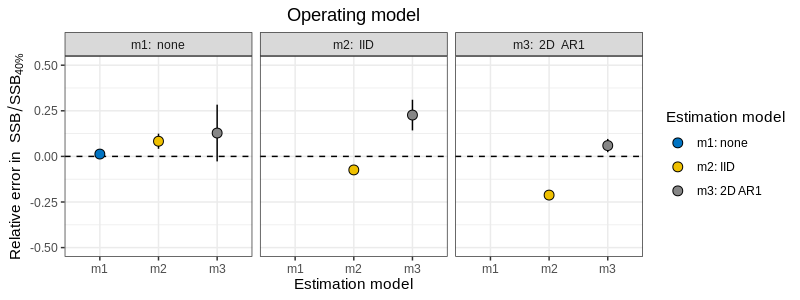 Operating model
m1: none
m2: IID
m3: 2D AR1
Relative error in SSB/SSB40%
0.50
0.25
0.00
-0.25
-0.50
m1 m2 m3
m1 m2 m3
m1 m2 m3
Estimation model
Estimation model
m1: none
m2: IID
m3: 2D AR1